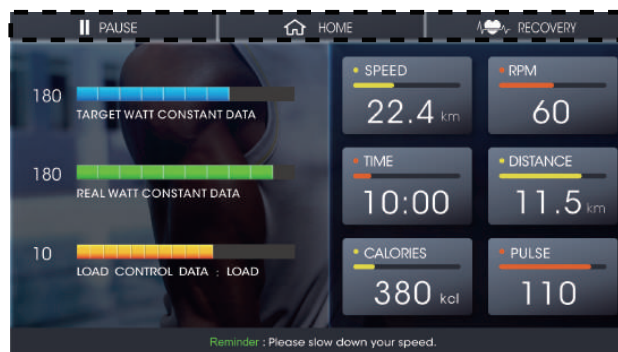 PAUSE
HOME
RECOVERY
180
TARGET WATT CONSTANT DATA
180
REAL WATT CONSTANT DATA
10
LOAD CONTROL DATA : LOAD
SPEED
22.4 km
RPM
60
TIME
10:00
DISTANCE
11.5 km
CALORIES
380 kcl
PULSE
110
Reminder : Please slow down your speed.